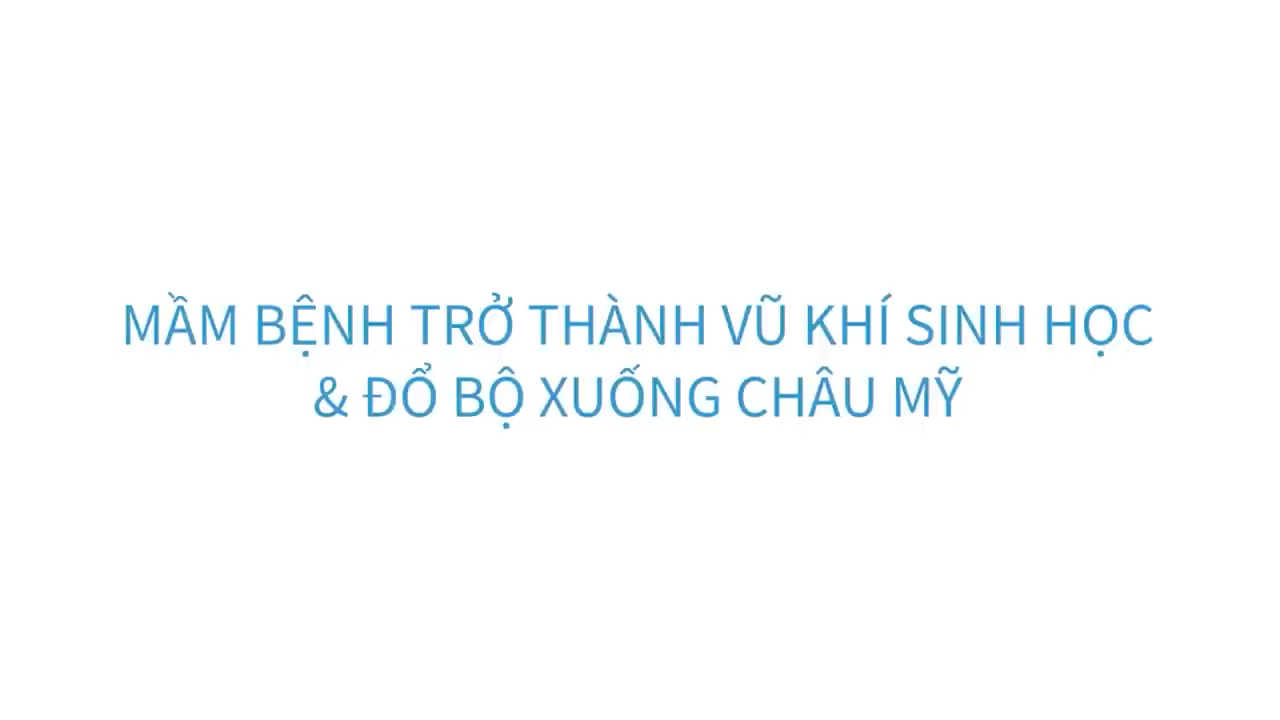 MẦM BỆNH TRỞ THÀNH VŨ KHÍ SINH HỌC
& ĐỔ BỘ XUỐNG CHÂU MỸ